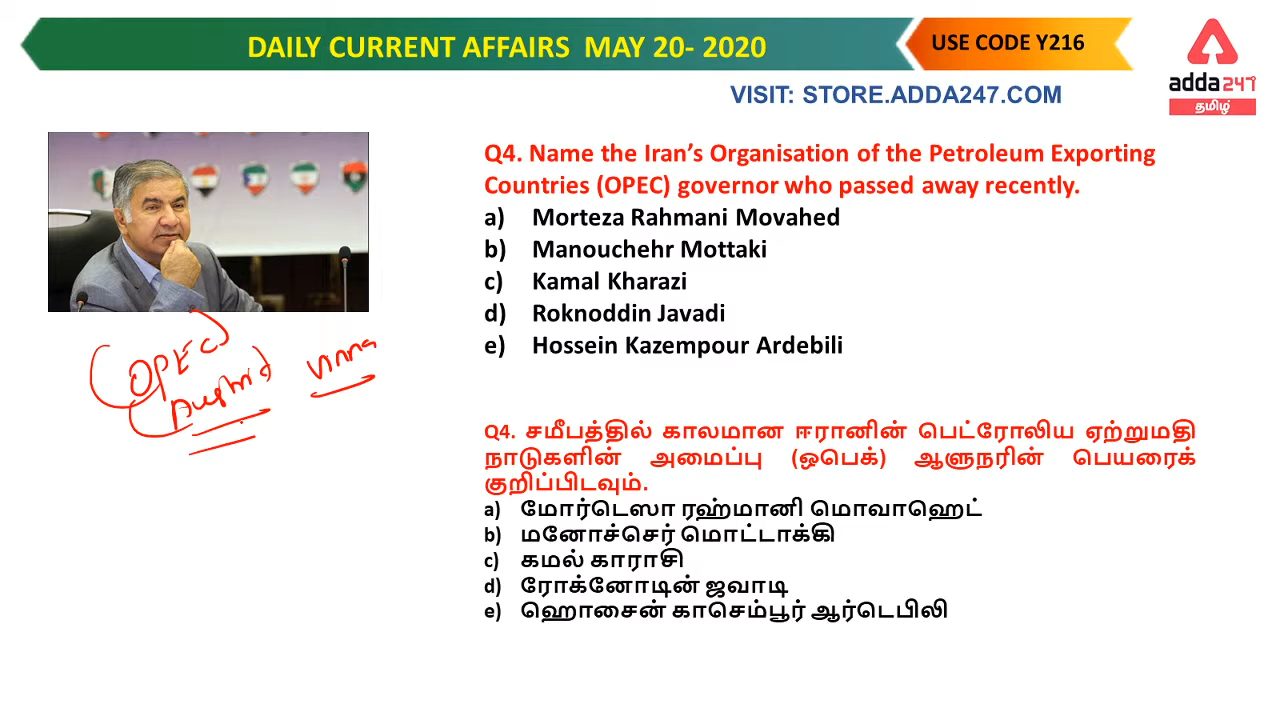 DAILY CURRENT AFFAIRS MAY 20- 2020
USE CODE Y216
adda247
தமிழ்
VISIT: STORE.ADDA247.COM
Q4. Name the Iran’s Organisation of the Petroleum Exporting
Countries (OPEC) governor who passed away recently.
a) Morteza Rahmani Movahed
b) Manouchehr Mottaki
c) Kamal Kharazi
d) Roknoddin Javadi
e) Hossein Kazempour Ardebili
OPEC
Q4. சமீபத்தில் காலமான ஈரானின் பெட்ரோலிய ஏற்றுமதி
நாடுகளின் அமைப்பு (ஒபெக்) ஆளுநரின் பெயரைக்
குறிப்பிடவும்.
a) மோர்டெஸா ரஹ்மானி மொவாஹெட்
b) மனோச்செர் மொட்டாக்கி
c) கமல் காராசி
d) ரோக்னோடின் ஜவாடி
e) ஹொசைன் காசெம்பூர் ஆர்டெபிலி